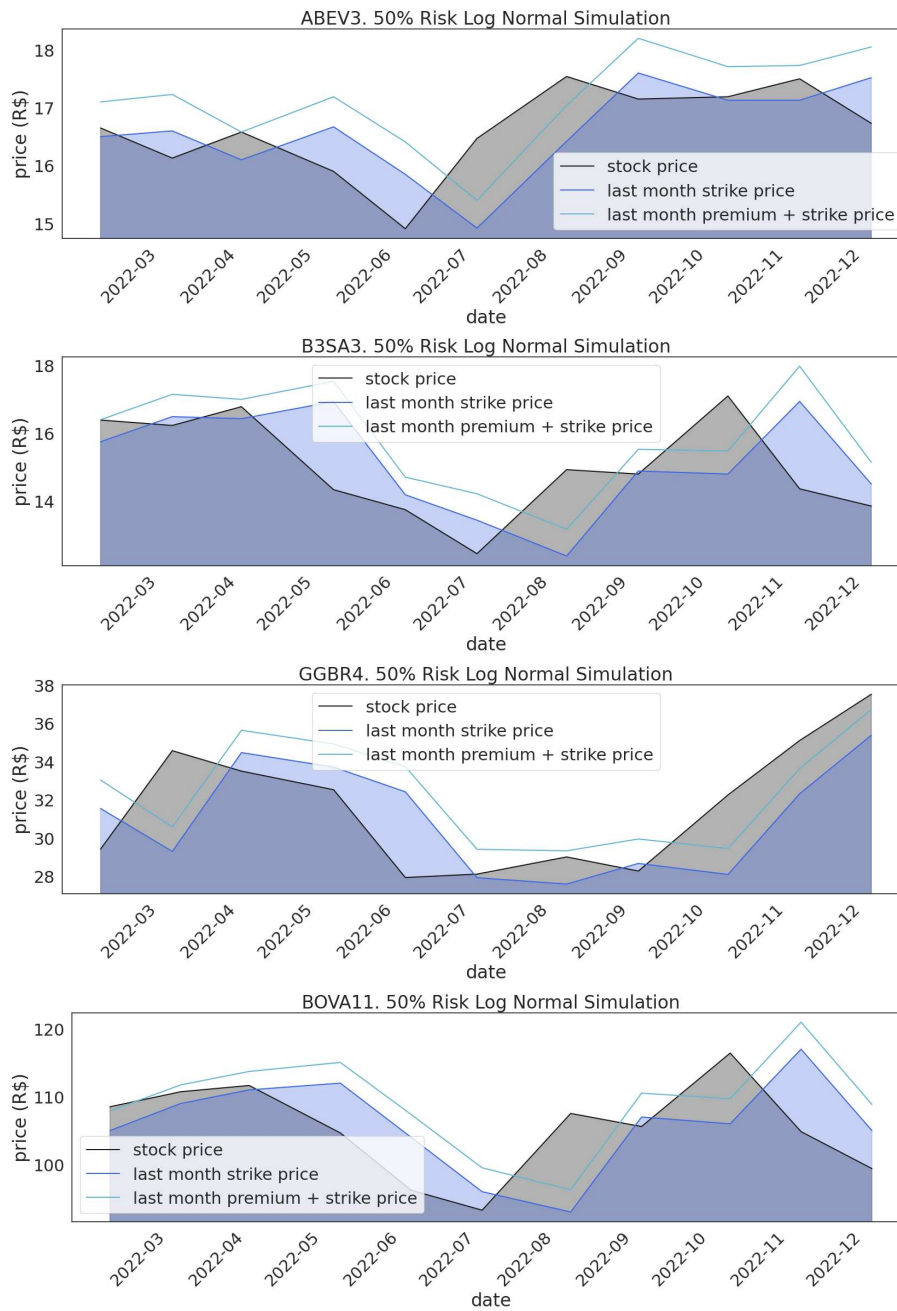 ABEV3. 50% Risk Log Normal Simulation
price (R$)
18
17
16
15
stock price
last month strike price
last month premium + strike price
2022-03
2022-04
2022-05
2022-06
2022-07
2022-08
2022-09
2022-10
2022-11
2022-12
date
B3SA3. 50% Risk Log Normal Simulation
price (R$)
18
16
14
stock price
last month strike price
last month premium + strike price
2022-03
2022-04
2022-05
2022-06
2022-07
2022-08
2022-09
2022-10
2022-11
2022-12
date
GGBR4. 50% Risk Log Normal Simulation
price (R$)
38
36
34
32
30
28
stock price
last month strike price
last month premium + strike price
2022-03
2022-04
2022-05
2022-06
2022-07
2022-08
2022-09
2022-10
2022-11
2022-12
date
BOVA11. 50% Risk Log Normal Simulation
price (R$)
120
110
100
stock price
last month strike price
last month premium + strike price
2022-03
2022-04
2022-05
2022-06
2022-07
2022-08
2022-09
2022-10
2022-11
2022-12
date